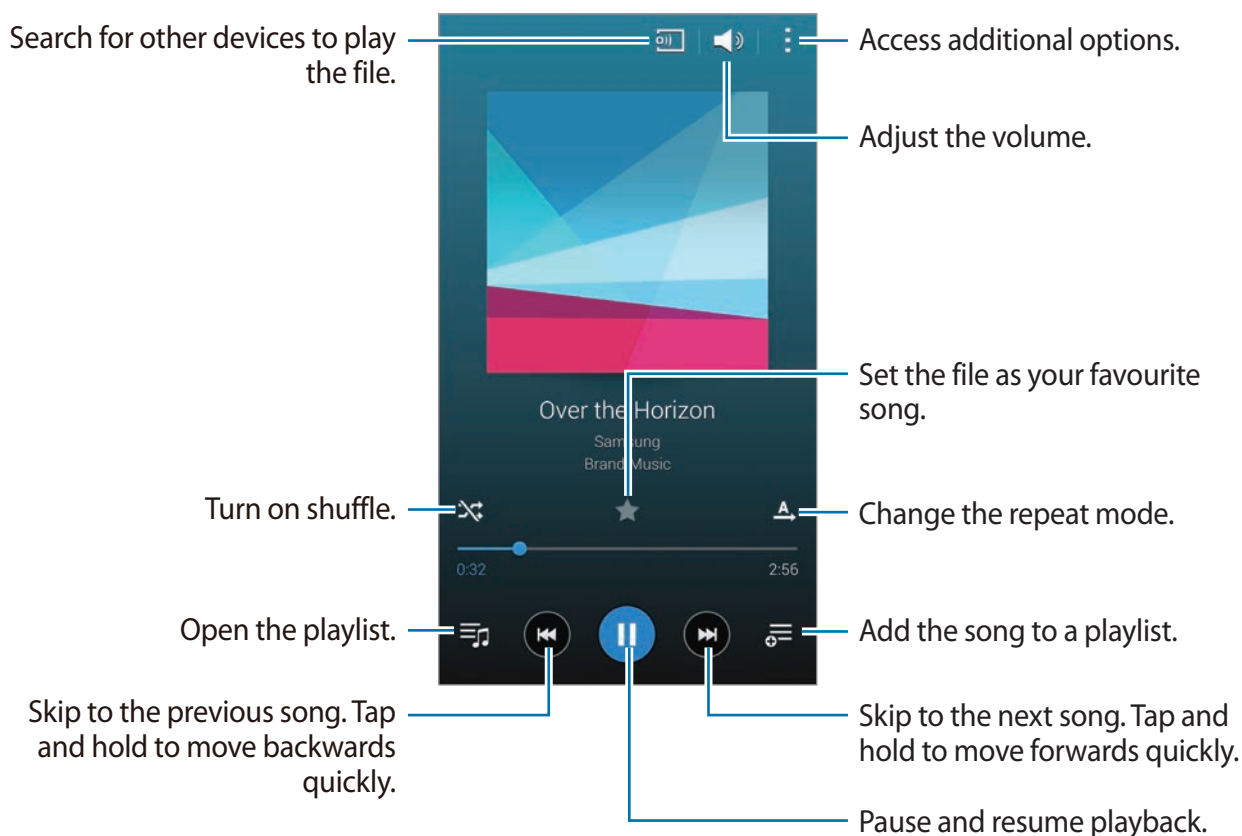 Search for other devices to play
the file.
Access additional options.
Adjust the volume.
Set the file as your favourite
song.
Over the Horizon
Samsung
Brand Music
Turn on shuffle.
A
Change the repeat mode.
0:32
2:56
Open the playlist.
Add the song to a playlist.
Skip to the previous song. Tap
and hold to move backwards
quickly.
Skip to the next song. Tap and
hold to move forwards quickly.
Pause and resume playback.